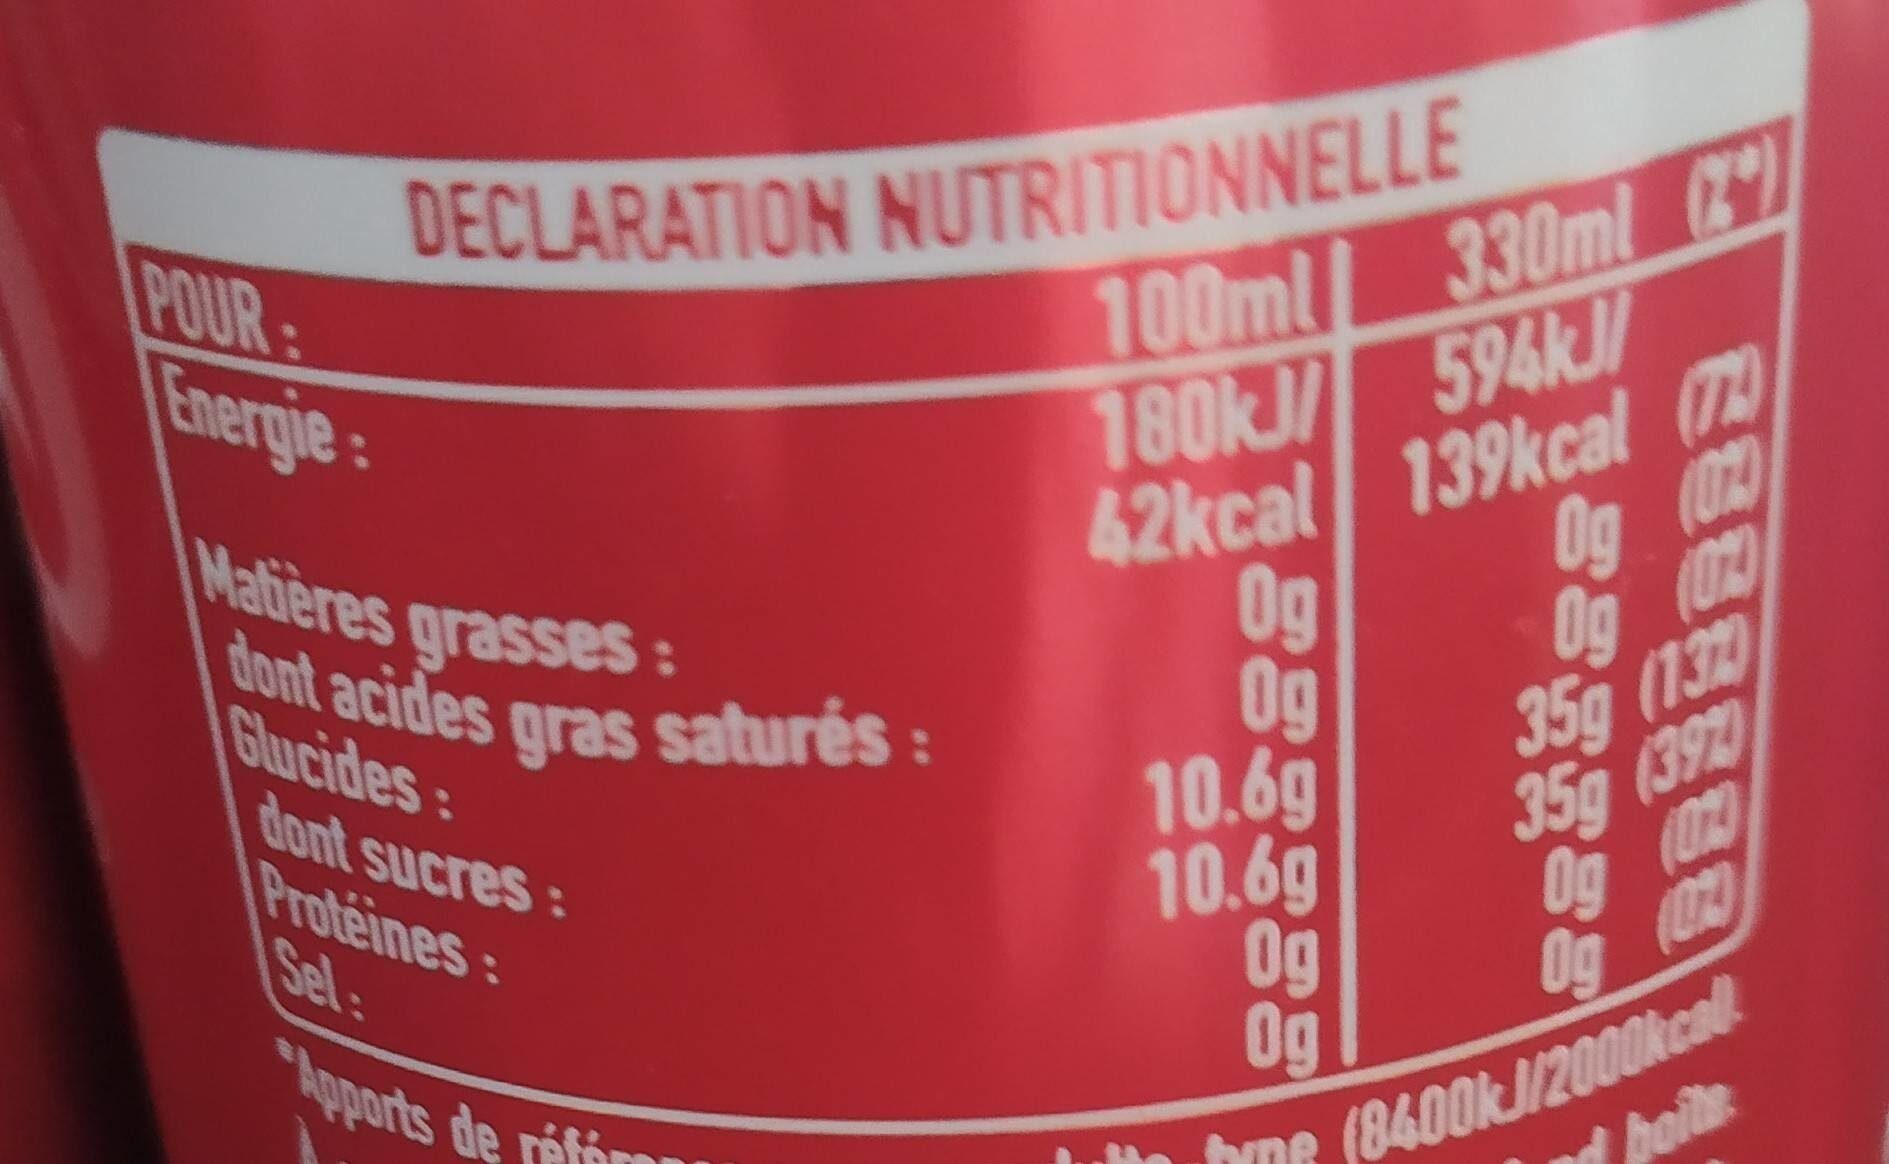 DECLARATION NUTRITIONNELLE
POUR : 100ml 330ml (%*)
Energie : 180kJ/ 594kJ/
42kcal 139kcal (7%)
Matières grasses : 0g 0g (0%)
dont acides gras saturés : 0g 0g (0%)
Glucides : 10.6g 35g (13%)
dont sucres : 10.6g 35g (39%)
Protéines : 0g 0g (0%)
Sel : 0g 0g (0%)
*Apports de (8400kJ/2000kcal).